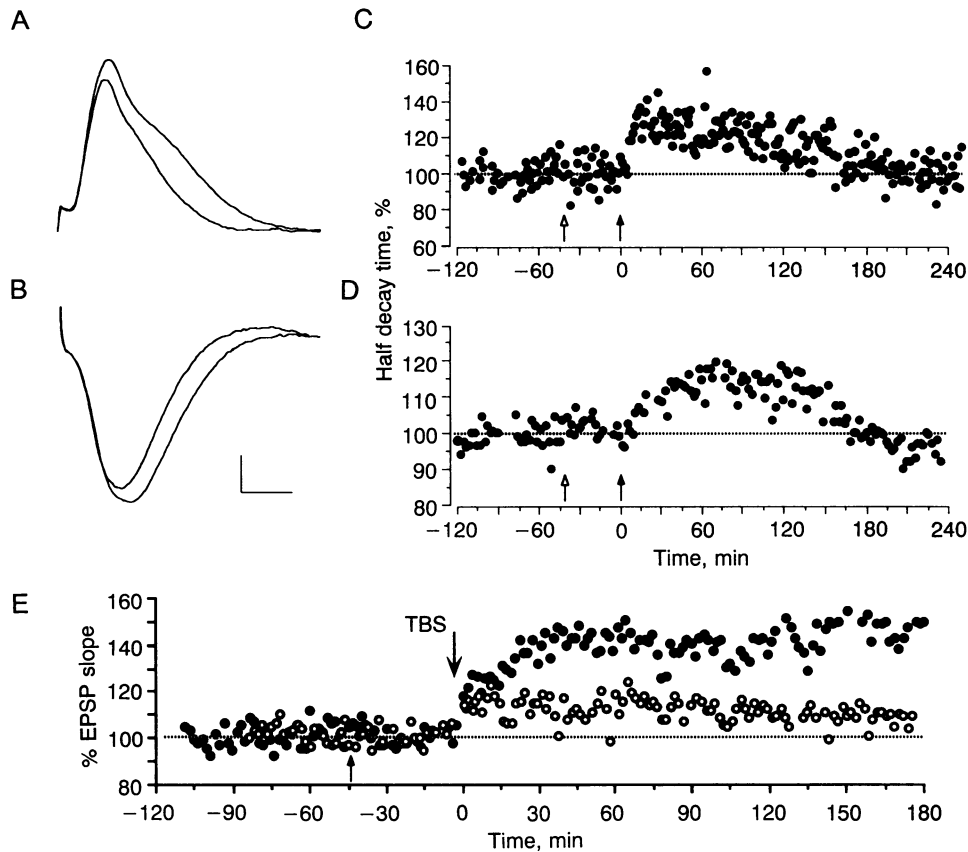 A
C
160
140
120
100
80
60
−120 −60 0 60 120 180 240
B
D
Half decay time, %
130
120
110
100
90
80
−120 −60 0 60 120 180 240
Time, min
E
% EPSP slope
160
140
120
100
80
TBS
−120 −90 −60 −30 0 30 60 90 120 150 180
Time, min